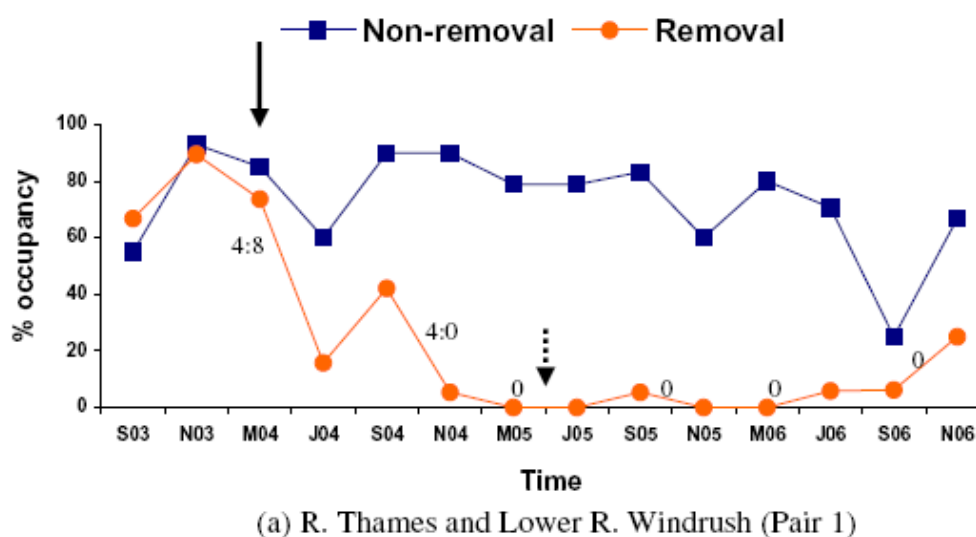 Non-removal Removal
100
80
60
40
20
0
% occupancy
4:8
4:0
0
0
0
0
S03 N03 M04 J04 S04 N04 M05 J05 S05 N05 M06 J06 S06 N06
Time
(a) R. Thames and Lower R. Windrush (Pair 1)